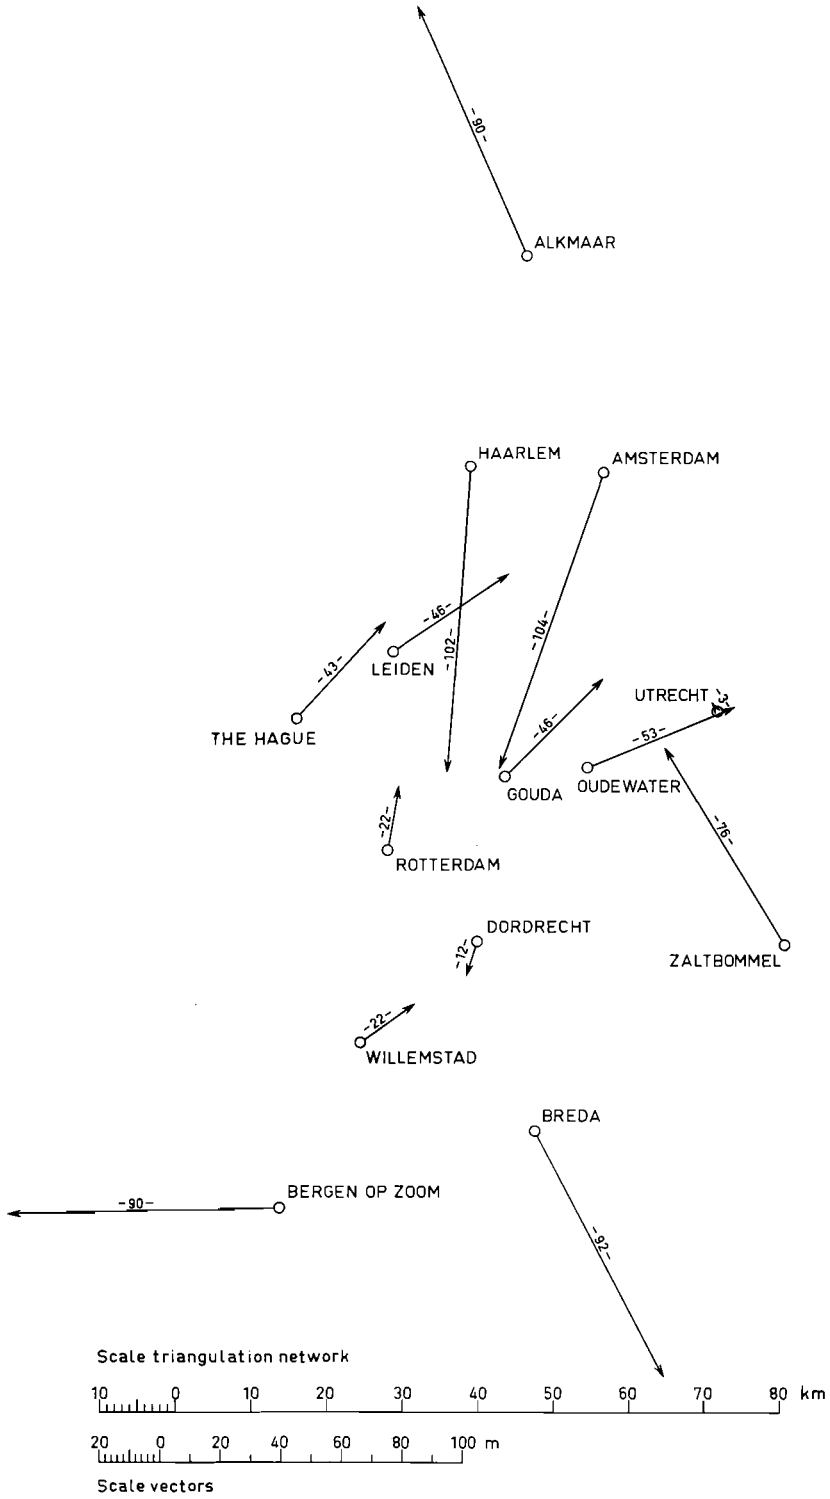 -90-
ALKMAAR
HAARLEM
AMSTERDAM
-46-
-102-
-104-
-43-
LEIDEN
UTRECHT
-3-
THE HAGUE
-46-
-53-
GOUDA
OUDEWATER
-22-
-76-
ROTTERDAM
DORDRECHT
-12-
ZALTBOMMEL
-22-
WILLEMSTAD
BREDA
BERGEN OP ZOOM
-90-
-92-
Scale triangulation network
10 0 10 20 30 40 50 60 70 80 km
20 0 20 40 60 80 100 m
Scale vectors